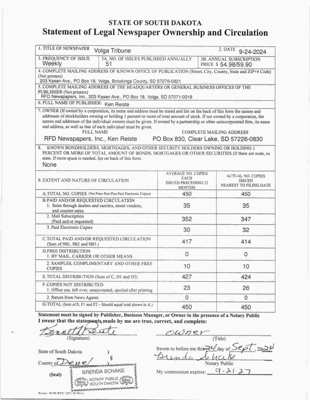 STATE OF SOUTH DAKOTA
Statement of Legal Newspaper Ownership and Circulation
1. TITLE OF NEWSPAPER Volga Tribune 2. DATE 9-24-2024
3. FREQUENCY OF ISSUE Weekly 3A. NO. OF ISSUES PUBLISHED ANNUALLY 51 3B. ANNUAL SUBSCRIPTION PRICE $ 54.98/59.90
4. COMPLETE MAILING ADDRESS OF KNOWN OFFICE OF PUBLICATION (Street, City, County, State and ZIP+4 Code)
(Not printers)
203 Kasan Ave., PO Box 18, Volga, Brookings County, SD 57076-0621
5. COMPLETE MAILING ADDRESS OF THE HEADQUARTERS OR GENERAL BUSINESS OFFICES OF THE
PUBLISHER (Not printers)
RFD Newspapers, Inc., 203 Kasan Ave., PO Box 18, Volga, SD 57071-0018
6. FULL NAME OF PUBLISHER: Ken Reiste
7. OWNER (If owned by a corporation, its name and address must be stated and list on the back of this form the names and
addresses of stockholders owning or holding 1 percent or more of total amount of stock. If not owned by a corporation, the
names and addresses of the individual owners must be given. If owned by a partnership or other unincorporated firm, its name
and address, as well as that of each individual must be given).
FULL NAME COMPLETE MAILING ADDRESS
RFD Newspapers, Inc., Ken Reiste PO Box 830, Clear Lake, SD 57226-0830
8. KNOWN BONDHOLDERS, MORTGAGES, AND OTHER SECURITY HOLDERS OWNING OR HOLDING 1
PERCENT OR MORE OF TOTAL AMOUNT OF BONDS, MORTGAGES OR OTHER SECURITIES (If there are none, so
state. If more space is needed, list on back of this form).
None
9. EXTENT AND NATURE OF CIRCULATION AVERAGE NO. COPIES EACH ISSUED PRECEDING 12 MONTHS ACTUAL NO. COPIES ISSUED NEAREST TO FILING DATE
A. TOTAL NO. COPIES 450 450
B. PAID AND/OR REQUESTED CIRCULATION
1. Sales through dealers and carriers, street vendors, and counter sales. 35 35
2. Mail Subscription (Paid and or requested) 352 347
3. Paid Electronic Copies 30 32
C. TOTAL PAID AND/OR REQUESTED CIRCULATION (Sum of 9B1, 9B2 and 9B3.) 417 414
D. FREE DISTRIBUTION
1. BY MAIL, CARRIER OR OTHER MEANS 0 0
2. SAMPLES, COMPLIMENTARY AND OTHER FREE COPIES 10 10
E. TOTAL DISTRIBUTION (Sum of C, D1 and D2) 427 424
F. COPIES NOT DISTRIBUTED
1. Office use, left over, unaccounted, spoiled after printing 23 26
2. Return from News Agents 0 0
G. TOTAL (Sum of E, F1 and F2 - Should equal total shown in A.) 450 450
Statement must be signed by Publisher, Business Manager, or Owner in the presence of a Notary Public
I swear that the statements made by me are true, correct, and complete:
owner
(Signature) (Title)
State of South Dakota
Sworn to before me this 24 day of Sept 2024
Brenda Schake
County of Deuel
Notary Public
(Seal) BRENDA SCHAKE NOTARY PUBLIC SOUTH DAKOTA
My commission expires: 9-21-27